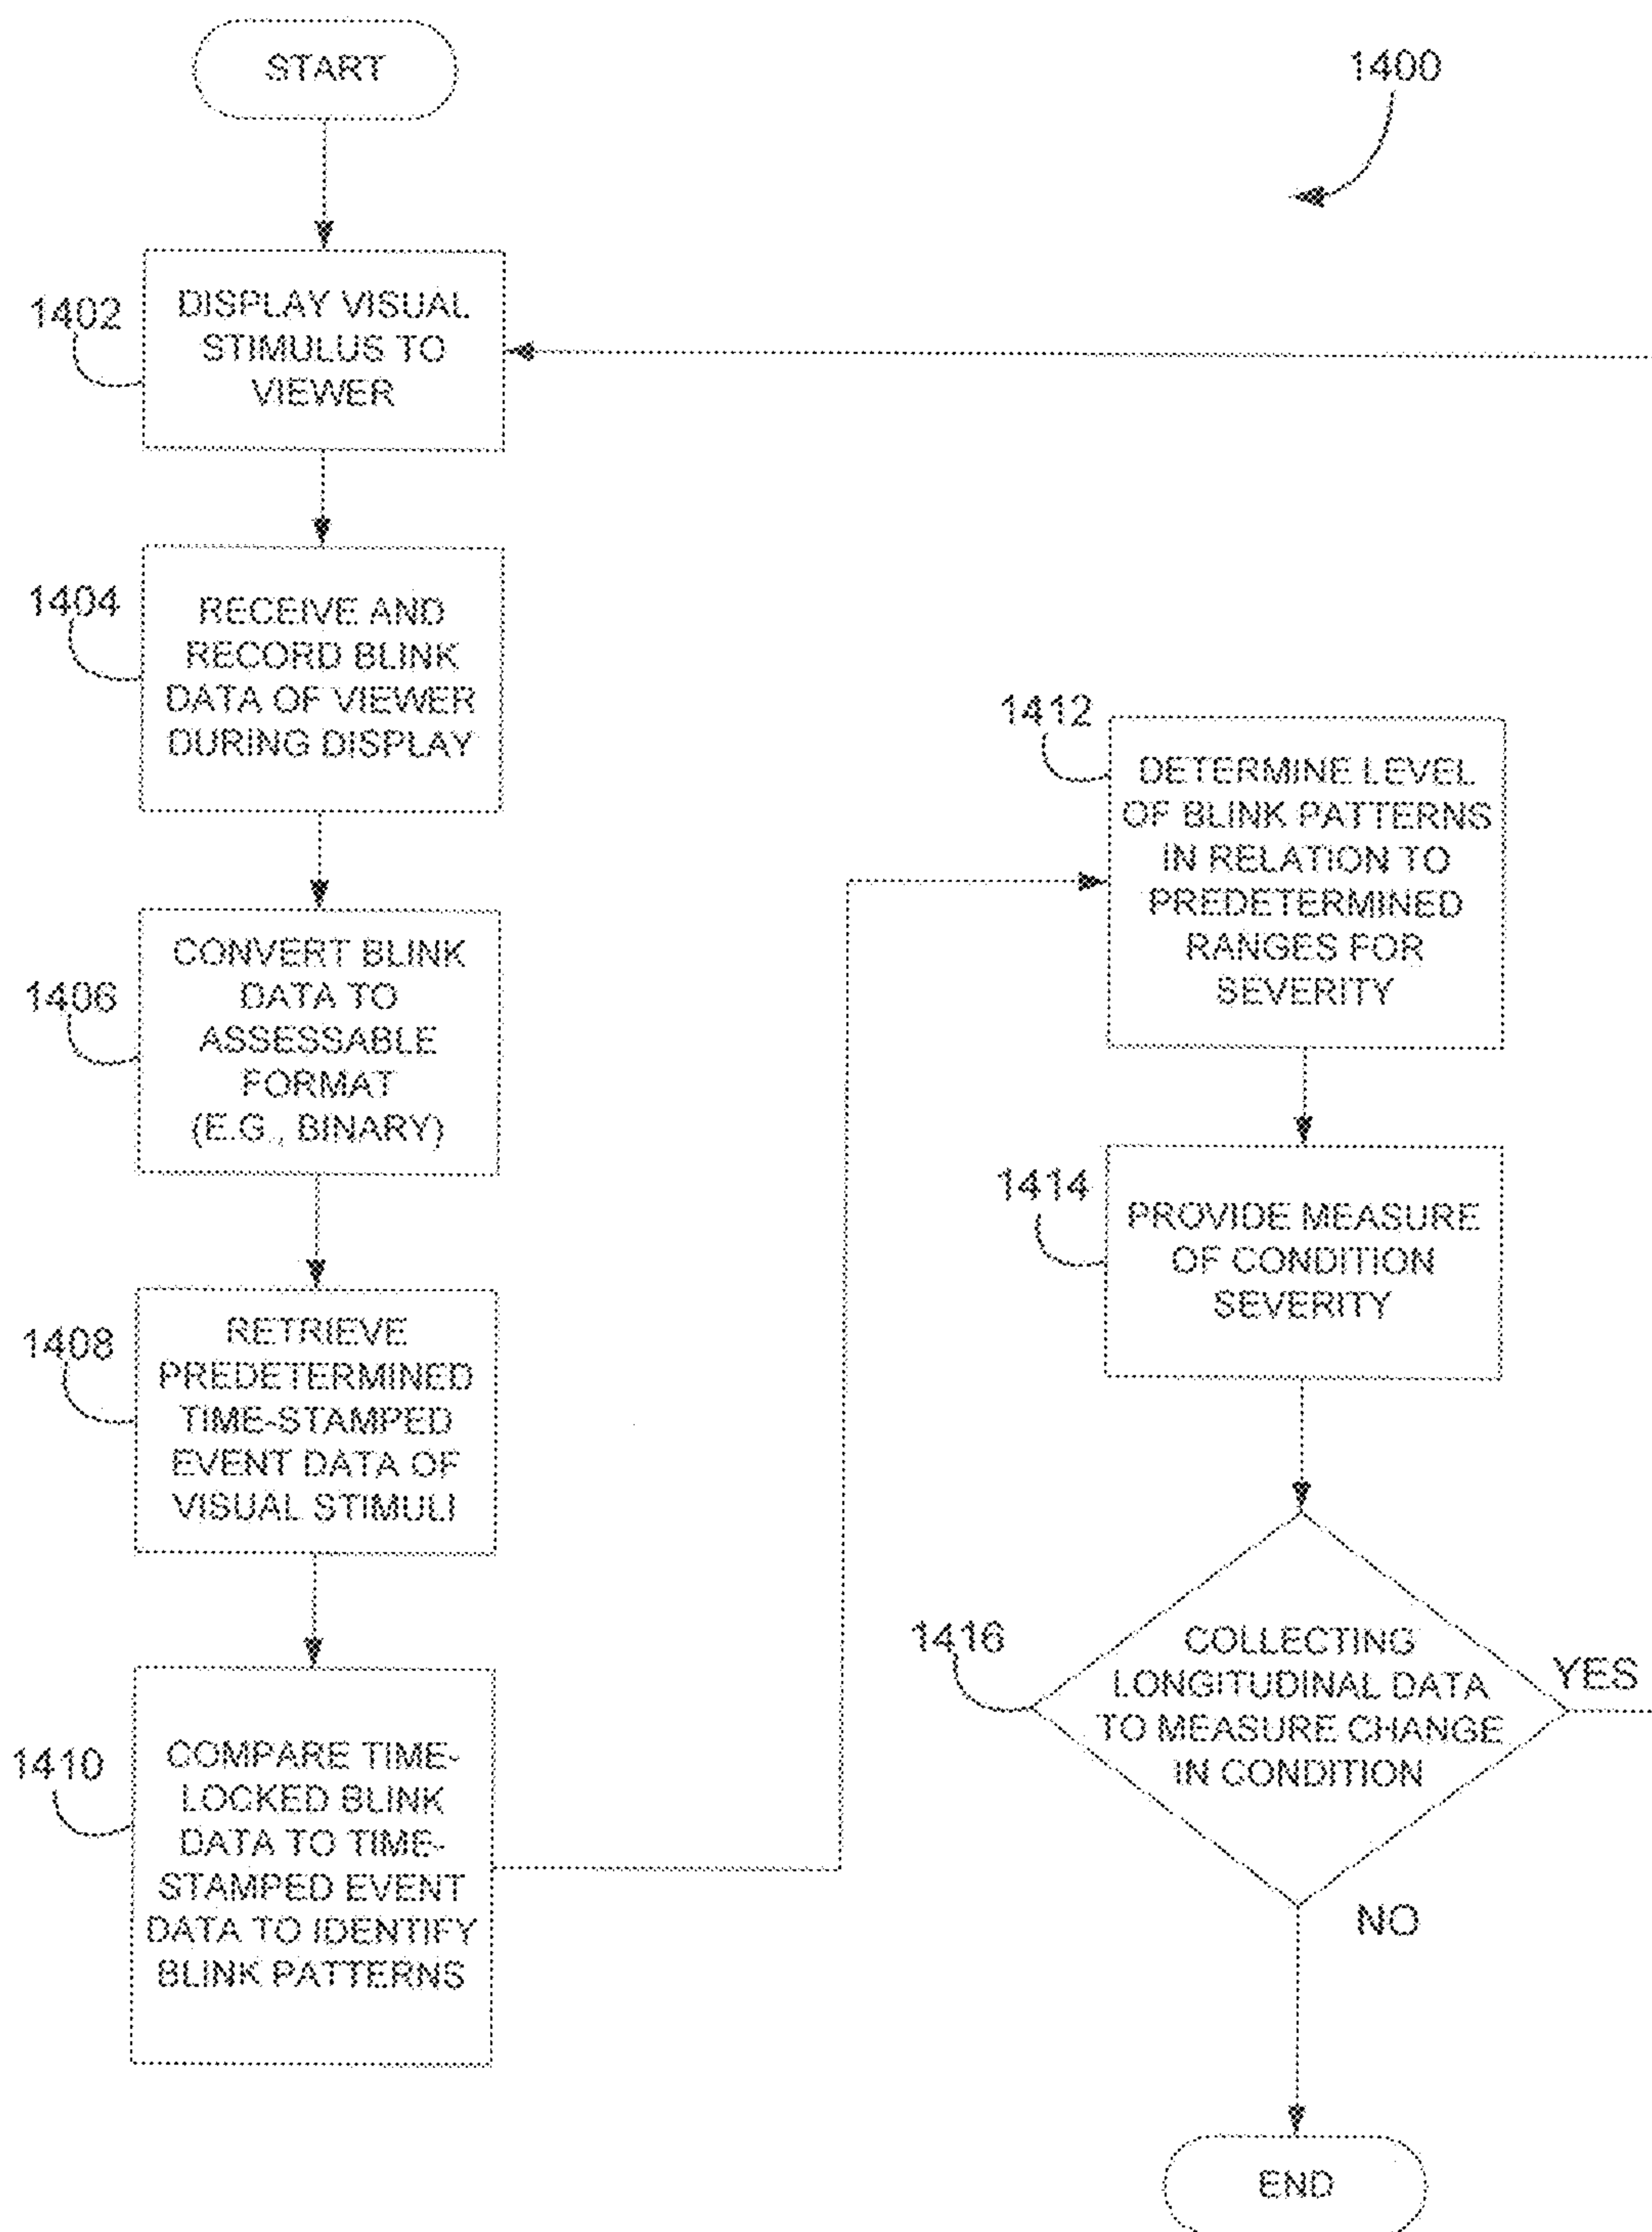 START
1400
1402
DISPLAY VISUAL
STIMULUS TO
VIEWER
1404
RECEIVE AND
RECORD BLINK
DATA OF VIEWER
DURING DISPLAY
1406
CONVERT BLINK
DATA TO
ASSESSABLE
FORMAT
(E.G., BINARY)
1408
RETRIEVE
PREDETERMINED
TIME-STAMPED
EVENT DATA OF
VISUAL STIMULI
1410
COMPARE TIME-
LOCKED BLINK
DATA TO TIME-
STAMPED EVENT
DATA TO IDENTIFY
BLINK PATTERNS
1412
DETERMINE LEVEL
OF BLINK PATTERNS
IN RELATION TO
PREDETERMINED
RANGES FOR
SEVERITY
1414
PROVIDE MEASURE
OF CONDITION
SEVERITY
1416
COLLECTING
LONGITUDINAL DATA
TO MEASURE CHANGE
IN CONDITION
YES
NO
END